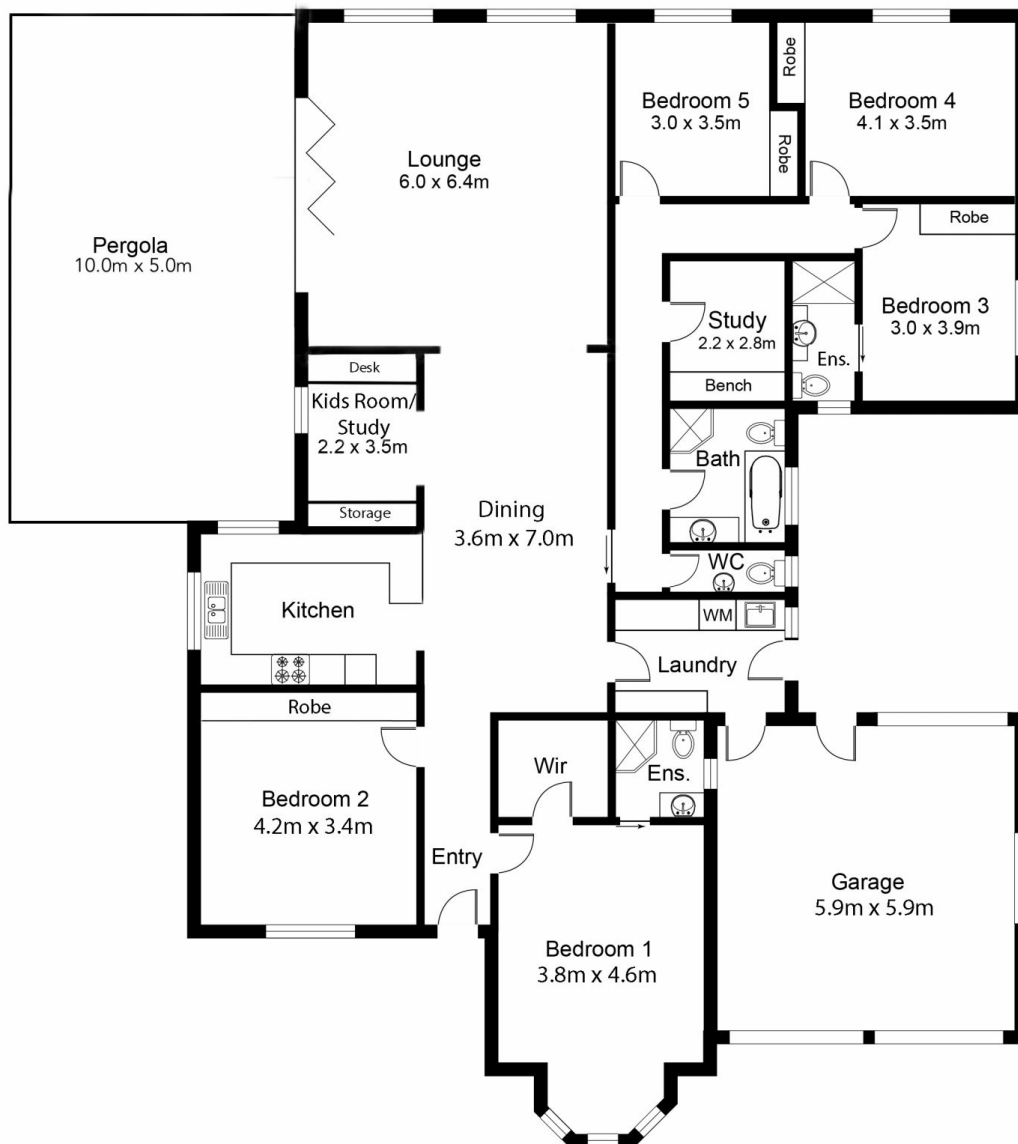 Robe
Bedroom 5
3.0 x 3.5m
Bedroom 4
4.1 x 3.5m
Robe
Lounge
6.0 x 6.4m
Robe
Pergola
10.0m x 5.0m
Bedroom 3
3.0 x 3.9m
Study
2.2 x 2.8m
Ens.
Desk
Bench
Kids Room/
Study
2.2 x 3.5m
Bath
Storage
Dining
3.6m x 7.0m
WC
Kitchen
WM
Laundry
Robe
Wir
Ens.
Bedroom 2
4.2m x 3.4m
Entry
Garage
5.9m x 5.9m
Bedroom 1
3.8m x 4.6m